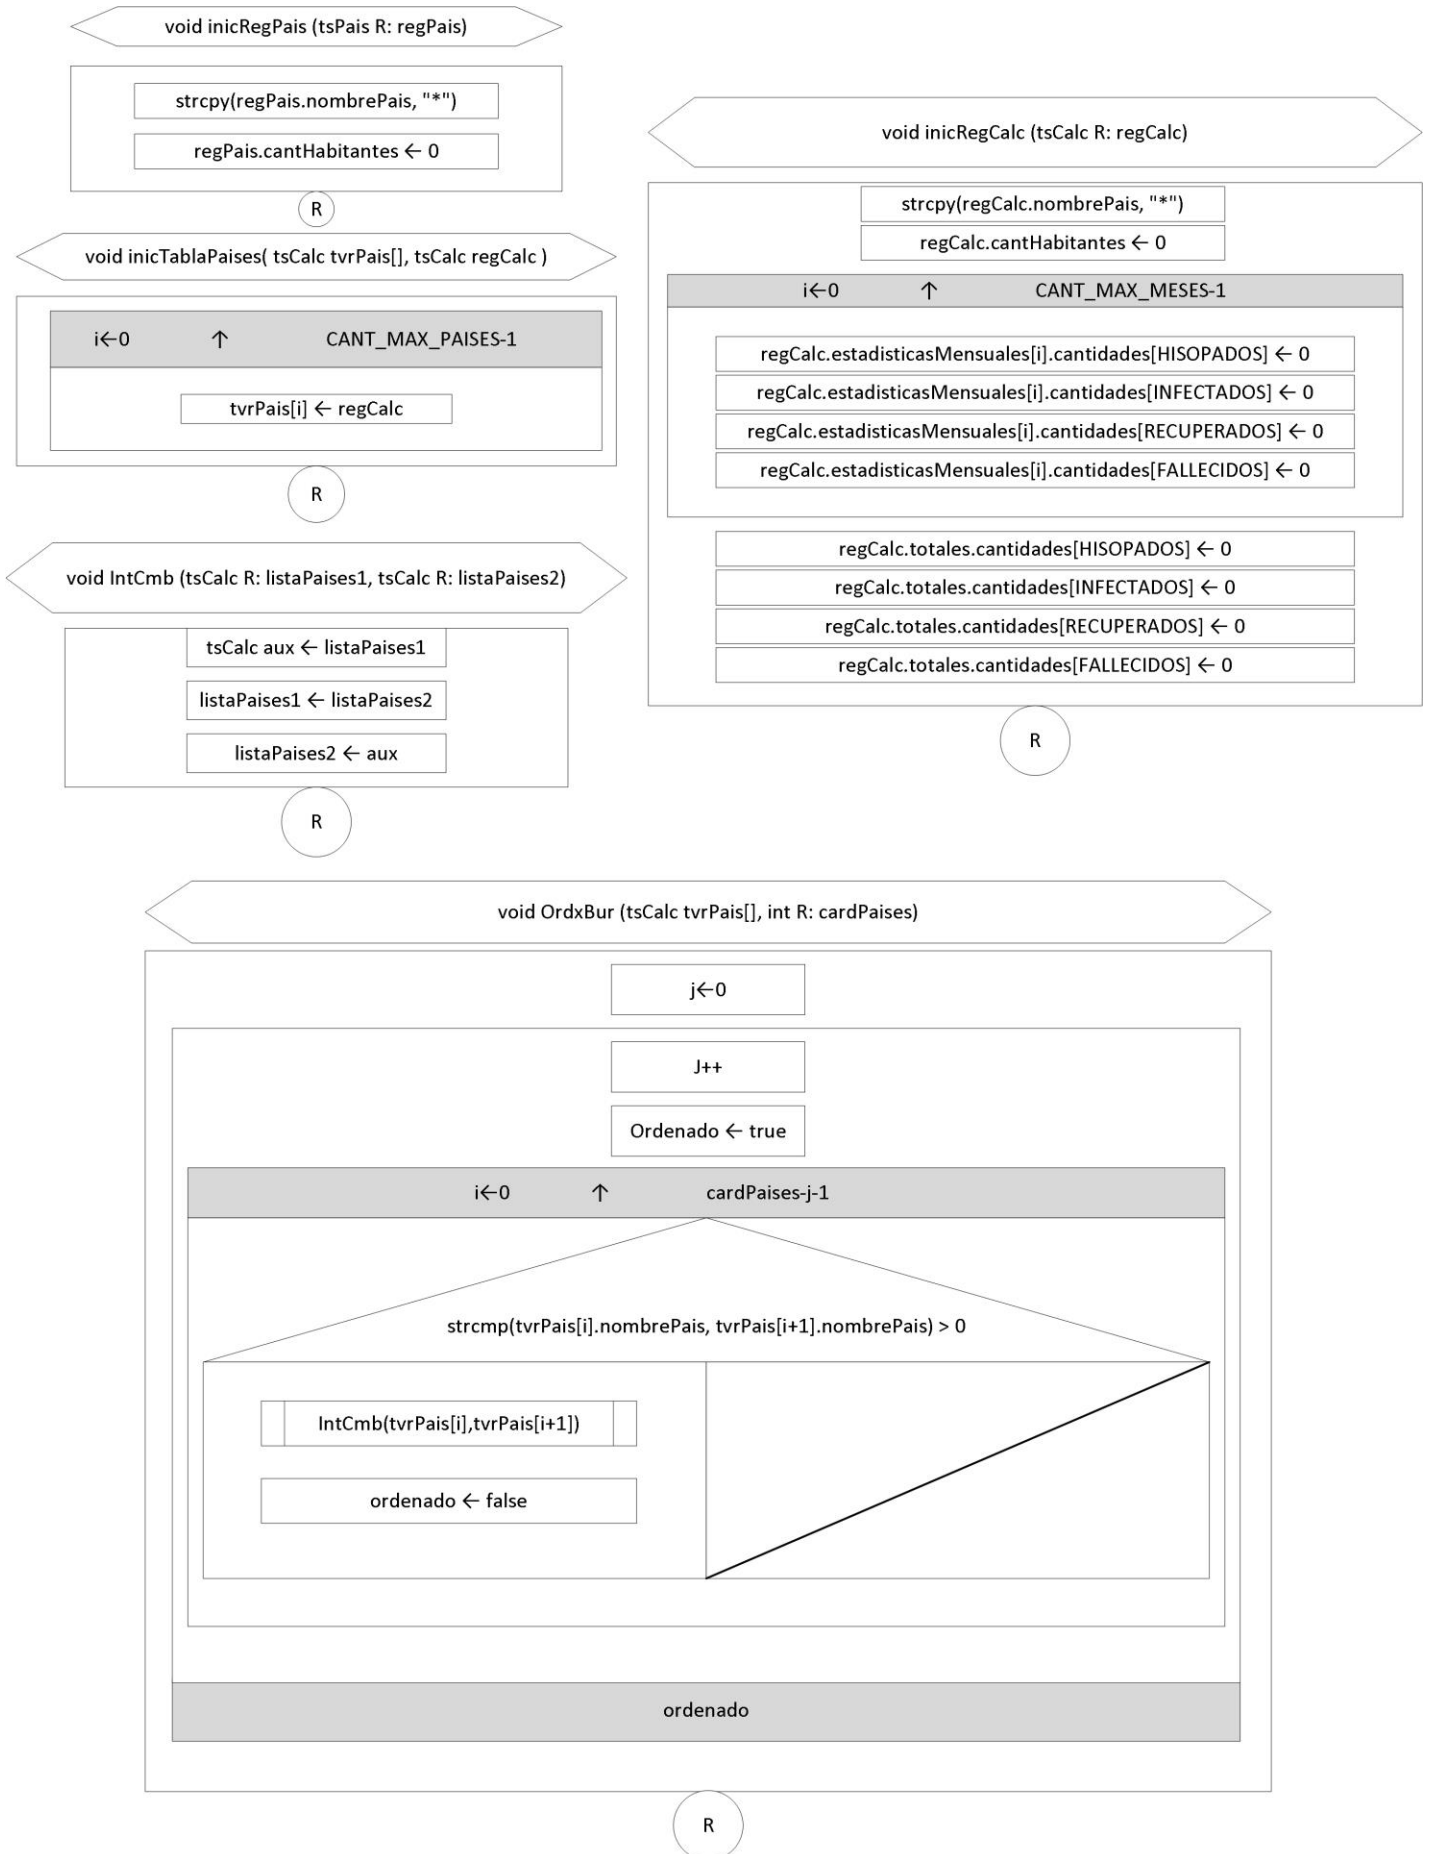 void inicRegPais (tsPais R: regPais)
strcpy(regPais.nombrePais, "*")
regPais.cantHabitantes ← 0
R
void inicTablaPaises( tsCalc tvrPais[], tsCalc regCalc )
i←0 ↑ CANT_MAX_PAISES-1
tvrPais[i] ← regCalc
R
void IntCmb (tsCalc R: listaPaises1, tsCalc R: listaPaises2)
tsCalc aux ← listaPaises1
listaPaises1 ← listaPaises2
listaPaises2 ← aux
R
void inicRegCalc (tsCalc R: regCalc)
strcpy(regCalc.nombrePais, "*")
regCalc.cantHabitantes ← 0
i←0 ↑ CANT_MAX_MESES-1
regCalc.estadisticasMensuales[i].cantidades[HISOPADOS] ← 0
regCalc.estadisticasMensuales[i].cantidades[INFECTADOS] ← 0
regCalc.estadisticasMensuales[i].cantidades[RECUPERADOS] ← 0
regCalc.estadisticasMensuales[i].cantidades[FALLECIDOS] ← 0
regCalc.totales.cantidades[HISOPADOS] ← 0
regCalc.totales.cantidades[INFECTADOS] ← 0
regCalc.totales.cantidades[RECUPERADOS] ← 0
regCalc.totales.cantidades[FALLECIDOS] ← 0
R
void OrdxBur (tsCalc tvrPais[], int R: cardPaises)
j←0
J++
Ordenado ← true
i←0 ↑ cardPaises-j-1
strcmp(tvrPais[i].nombrePais, tvrPais[i+1].nombrePais) > 0
IntCmb(tvrPais[i],tvrPais[i+1])
ordenado ← false
ordenado
R